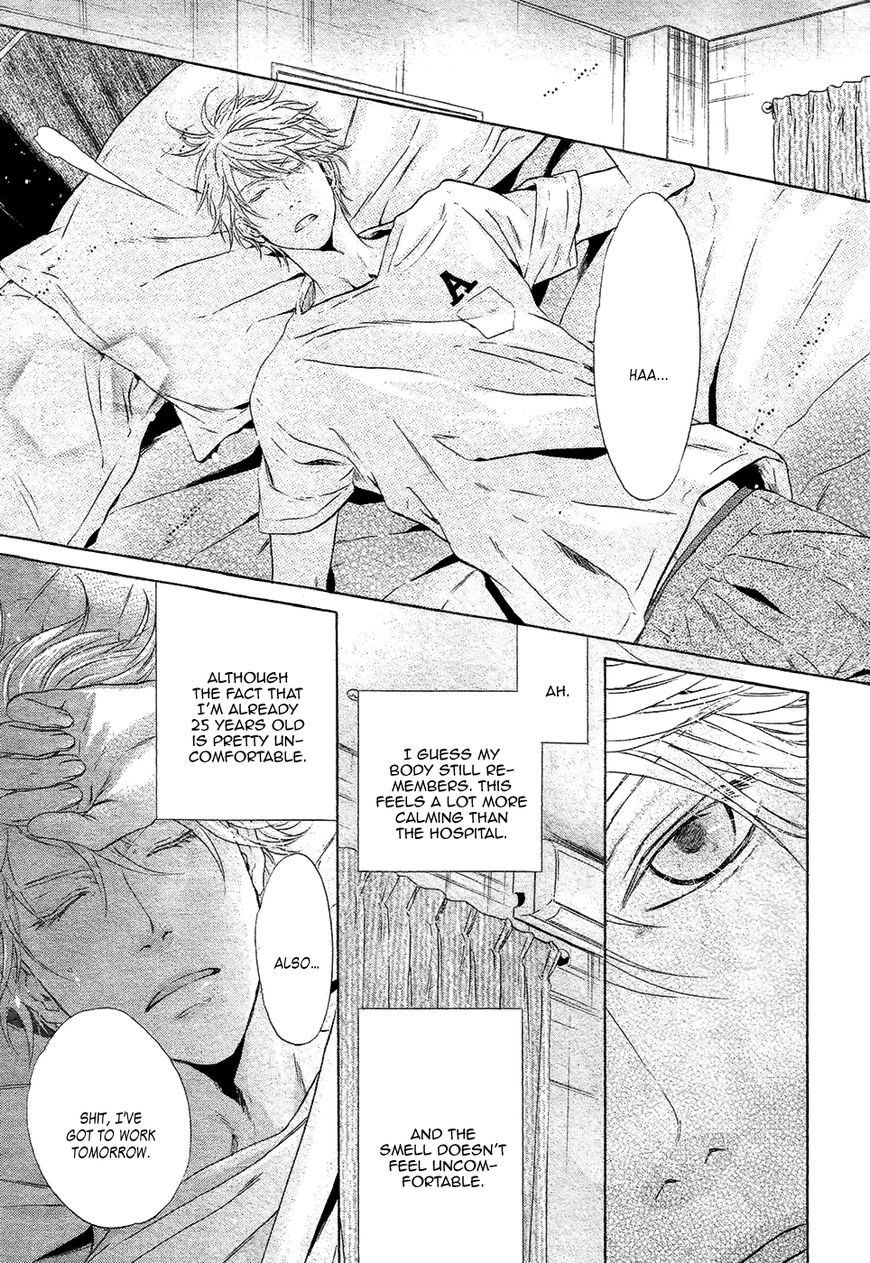 A
HAA...
AH.
I GUESS MY
BODY STILL RE-
MEMBERS. THIS
FEELS A LOT MORE
CALMING THAN
THE HOSPITAL.
AND THE
SMELL DOESN'T
FEEL UNCOM-
FORTABLE.
ALTHOUGH
THE FACT THAT
I'M ALREADY
25 YEARS OLD
IS PRETTY UN-
COMFORTABLE.
ALSO...
SHIT, I'VE
GOT TO WORK
TOMORROW.